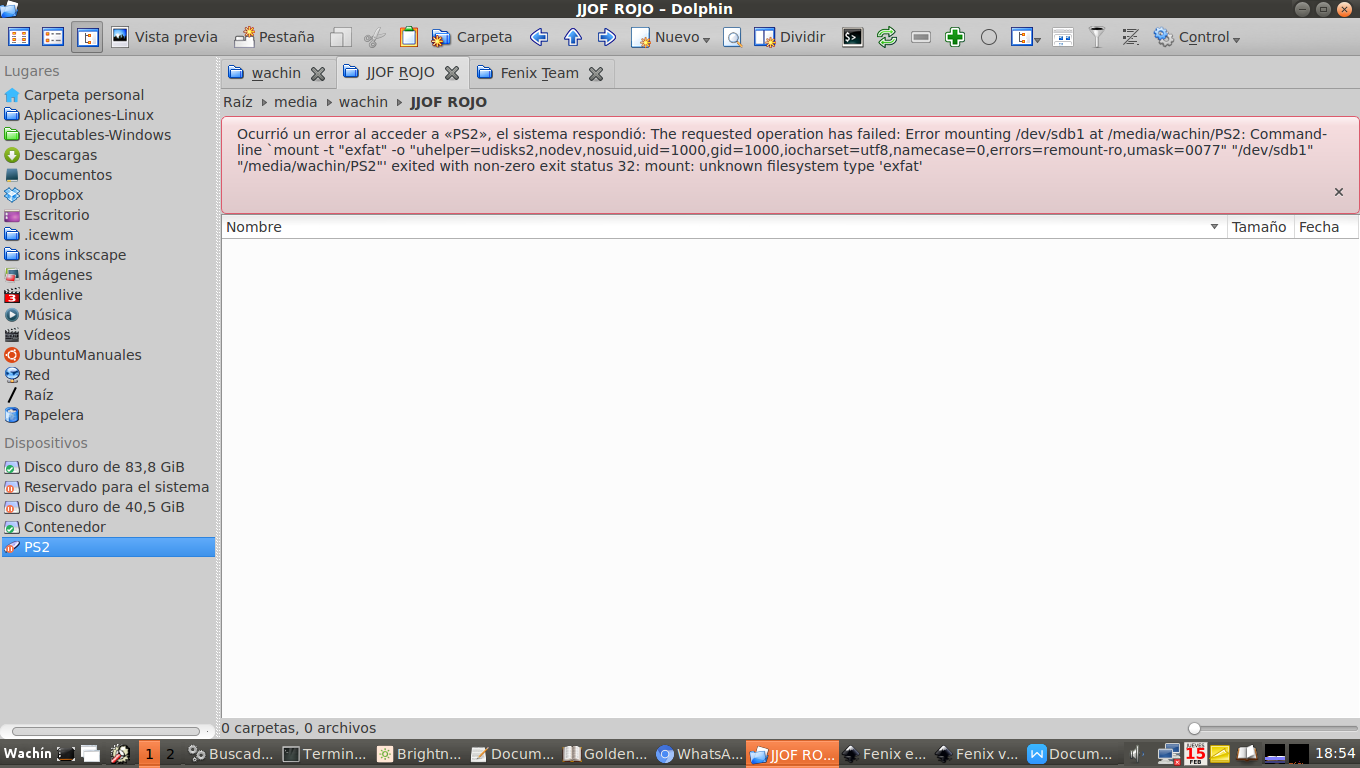 JJOF ROJO – Dolphin
Vista previa Pestaña Carpeta Nuevo Dividir Control
Lugares
Carpeta personal
Aplicaciones-Linux
Ejecutables-Windows
Descargas
Documentos
Dropbox
Escritorio
.icewm
icons inkscape
Imágenes
kdenlive
Música
Vídeos
UbuntuManuales
Red
Raíz
Papelera
Dispositivos
Disco duro de 83,8 GiB
Reservado para el sistema
Disco duro de 40,5 GiB
Contenedor
PS2
wachin JJOF ROJO Fenix Team
Raíz media wachin JJOF ROJO
Ocurrió un error al acceder a «PS2», el sistema respondió: The requested operation has failed: Error mounting /dev/sdb1 at /media/wachin/PS2: Command-
line `mount -t "exfat" -o "uhelper=udisks2,nodev,nosuid,uid=1000,gid=1000,iocharset=utf8,namecase=0,errors=remount-ro,umask=0077" "/dev/sdb1"
"/media/wachin/PS2"' exited with non-zero exit status 32: mount: unknown filesystem type 'exfat'
Nombre Tamaño Fecha
0 carpetas, 0 archivos
Wachín 1 2 Buscad... Termin... Brightn... Docum... Golden... WhatsA... JJOF RO... Fenix e... Fenix v... Docum... JUEVES 15 FEB 18:54